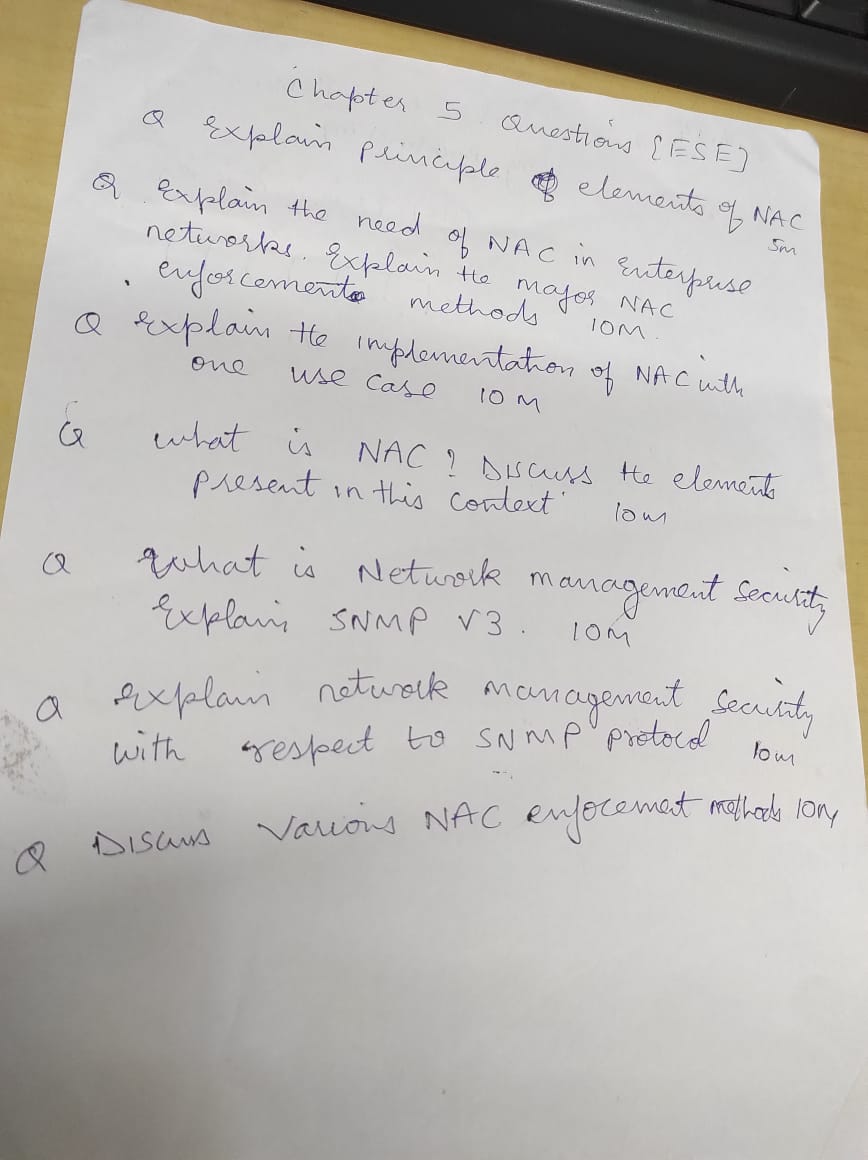 Chapter 5 Questions [ESE]
Q Explain principle elements of NAC
5m
Q Explain the need of NAC in Enterprise
networks. Explain the major NAC
enforcement methods 10M.
Q Explain the implementation of NAC with
one use case 10 M
Q what is NAC? Discuss the elements
present in this context 10m
Q What is Network management Security
Explain SNMP V3. 10M
Q Explain network management Security
with respect to SNMP protocol 10m
Q Discuss Various NAC enforcement methods 10M